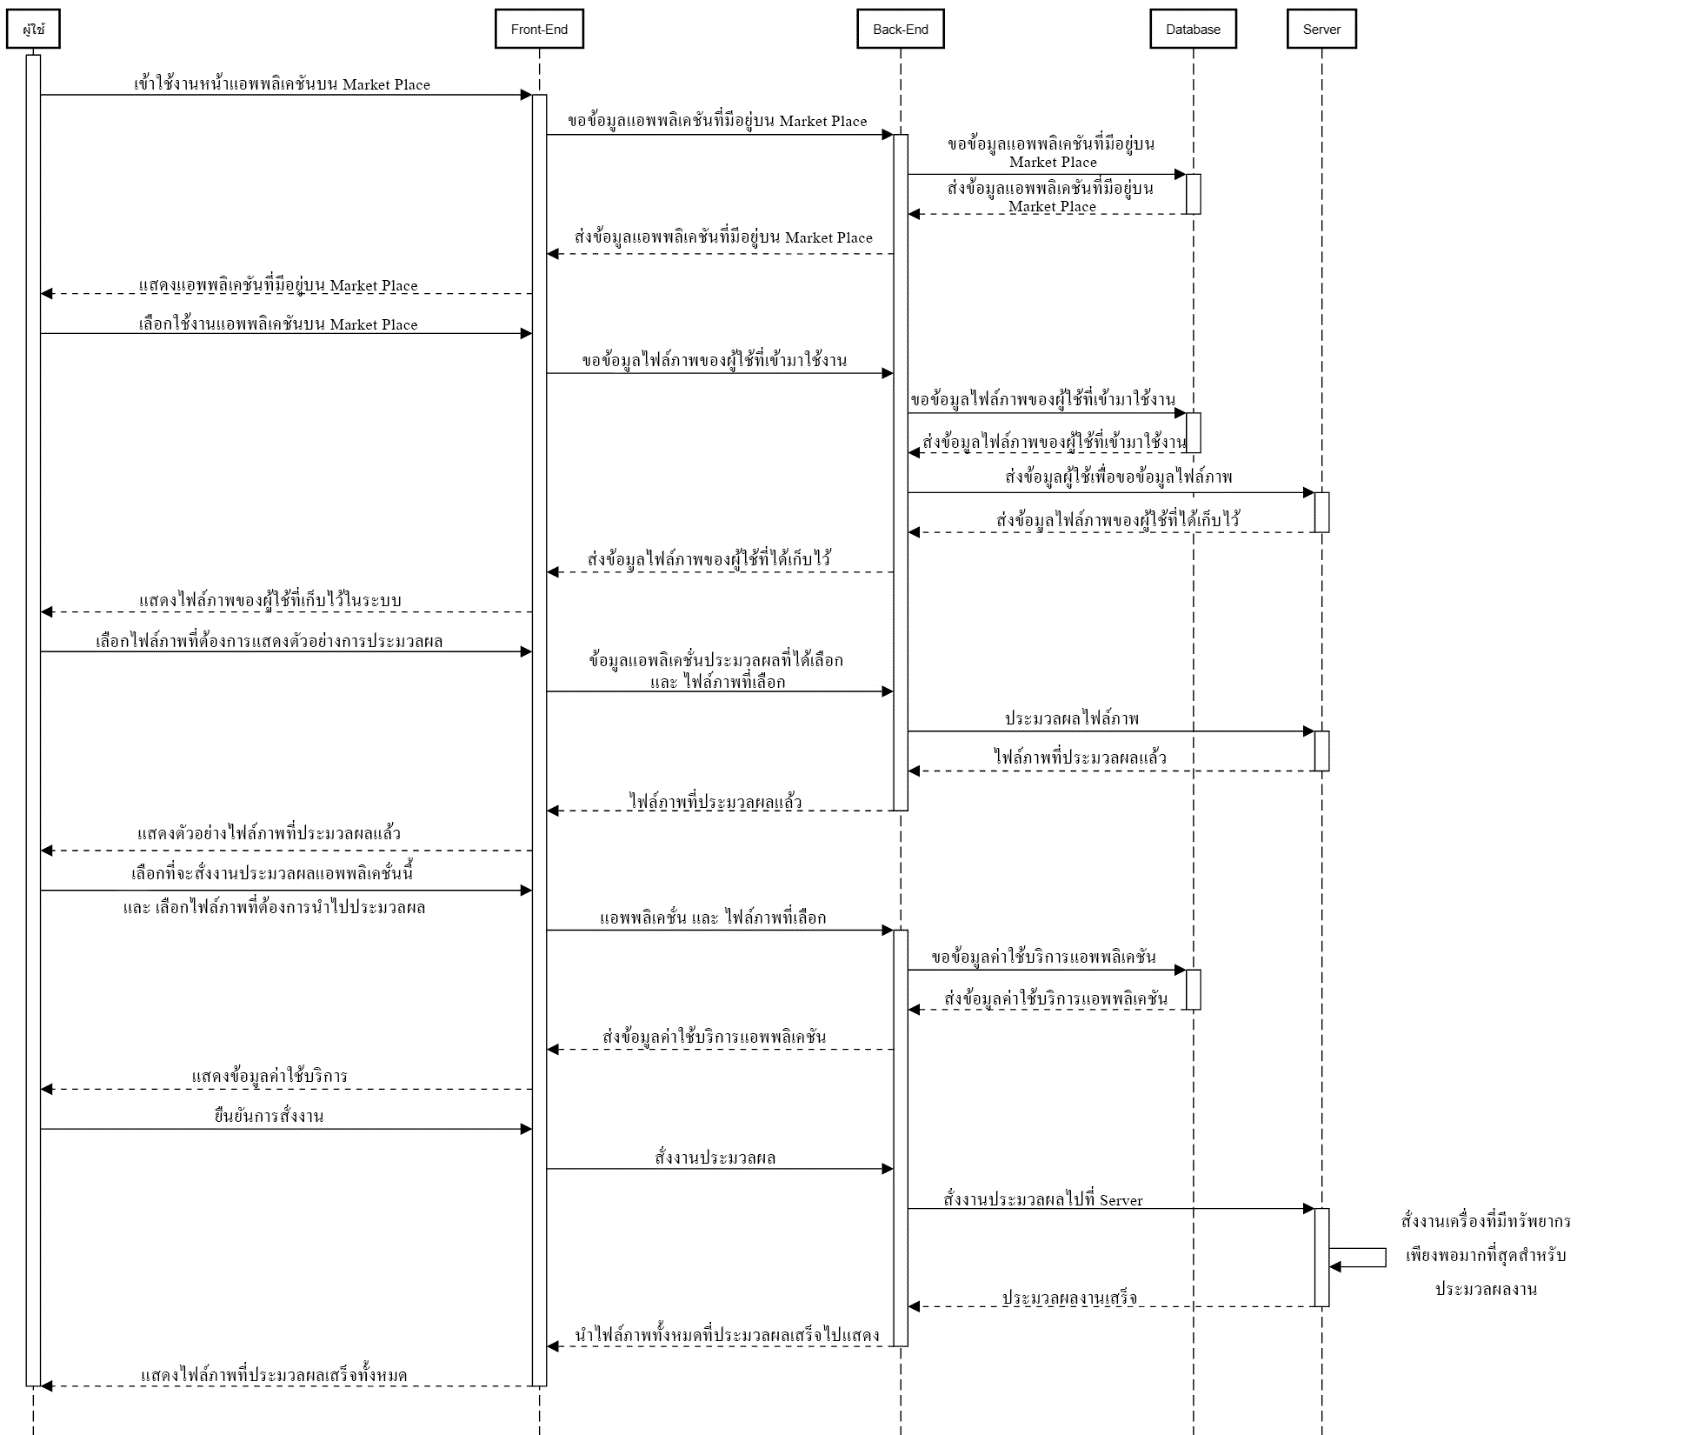 ผู้ใช้
Front-End
Back-End
Database
Server
เข้าใช้งานหน้าแอพพลิเคชันบน Market Place
ขอข้อมูลแอพพลิเคชันที่มีอยู่บน Market Place
ขอข้อมูลแอพพลิเคชันที่มีอยู่บน
Market Place
ส่งข้อมูลแอพพลิเคชันที่มีอยู่บน
Market Place
ส่งข้อมูลแอพพลิเคชันที่มีอยู่บน Market Place
แสดงแอพพลิเคชันที่มีอยู่บน Market Place
เลือกใช้งานแอพพลิเคชันบน Market Place
ขอข้อมูลไฟล์ภาพของผู้ใช้ที่เข้ามาใช้งาน
ขอข้อมูลไฟล์ภาพของผู้ใช้ที่เข้ามาใช้งาน
ส่งข้อมูลไฟล์ภาพของผู้ใช้ที่เข้ามาใช้งาน
ส่งข้อมูลผู้ใช้เพื่อขอข้อมูลไฟล์ภาพ
ส่งข้อมูลไฟล์ภาพของผู้ใช้ที่ได้เก็บไว้
ส่งข้อมูลไฟล์ภาพของผู้ใช้ที่ได้เก็บไว้
แสดงไฟล์ภาพของผู้ใช้ที่เก็บไว้ในระบบ
เลือกไฟล์ภาพที่ต้องการแสดงตัวอย่างการประมวลผล
ข้อมูลแอพลิเคชั่นประมวลผลที่ได้เลือก
และ ไฟล์ภาพที่เลือก
ประมวลผลไฟล์ภาพ
ไฟล์ภาพที่ประมวลผลแล้ว
ไฟล์ภาพที่ประมวลผลแล้ว
แสดงตัวอย่างไฟล์ภาพที่ประมวลผลแล้ว
เลือกที่จะสั่งงานประมวลผลแอพพลิเคชั่นนี้
และ เลือกไฟล์ภาพที่ต้องการนำไปประมวลผล
แอพพลิเคชั่น และ ไฟล์ภาพที่เลือก
ขอข้อมูลค่าใช้บริการแอพพลิเคชัน
ส่งข้อมูลค่าใช้บริการแอพพลิเคชัน
ส่งข้อมูลค่าใช้บริการแอพพลิเคชัน
แสดงข้อมูลค่าใช้บริการ
ยืนยันการสั่งงาน
สั่งงานประมวลผล
สั่งงานประมวลผลไปที่ Server
สั่งงานเครื่องที่มีทรัพยากร
เพียงพอมากที่สุดสำหรับ
ประมวลผลงาน
ประมวลผลงานเสร็จ
นำไฟล์ภาพทั้งหมดที่ประมวลผลเสร็จไปแสดง
แสดงไฟล์ภาพที่ประมวลผลเสร็จทั้งหมด